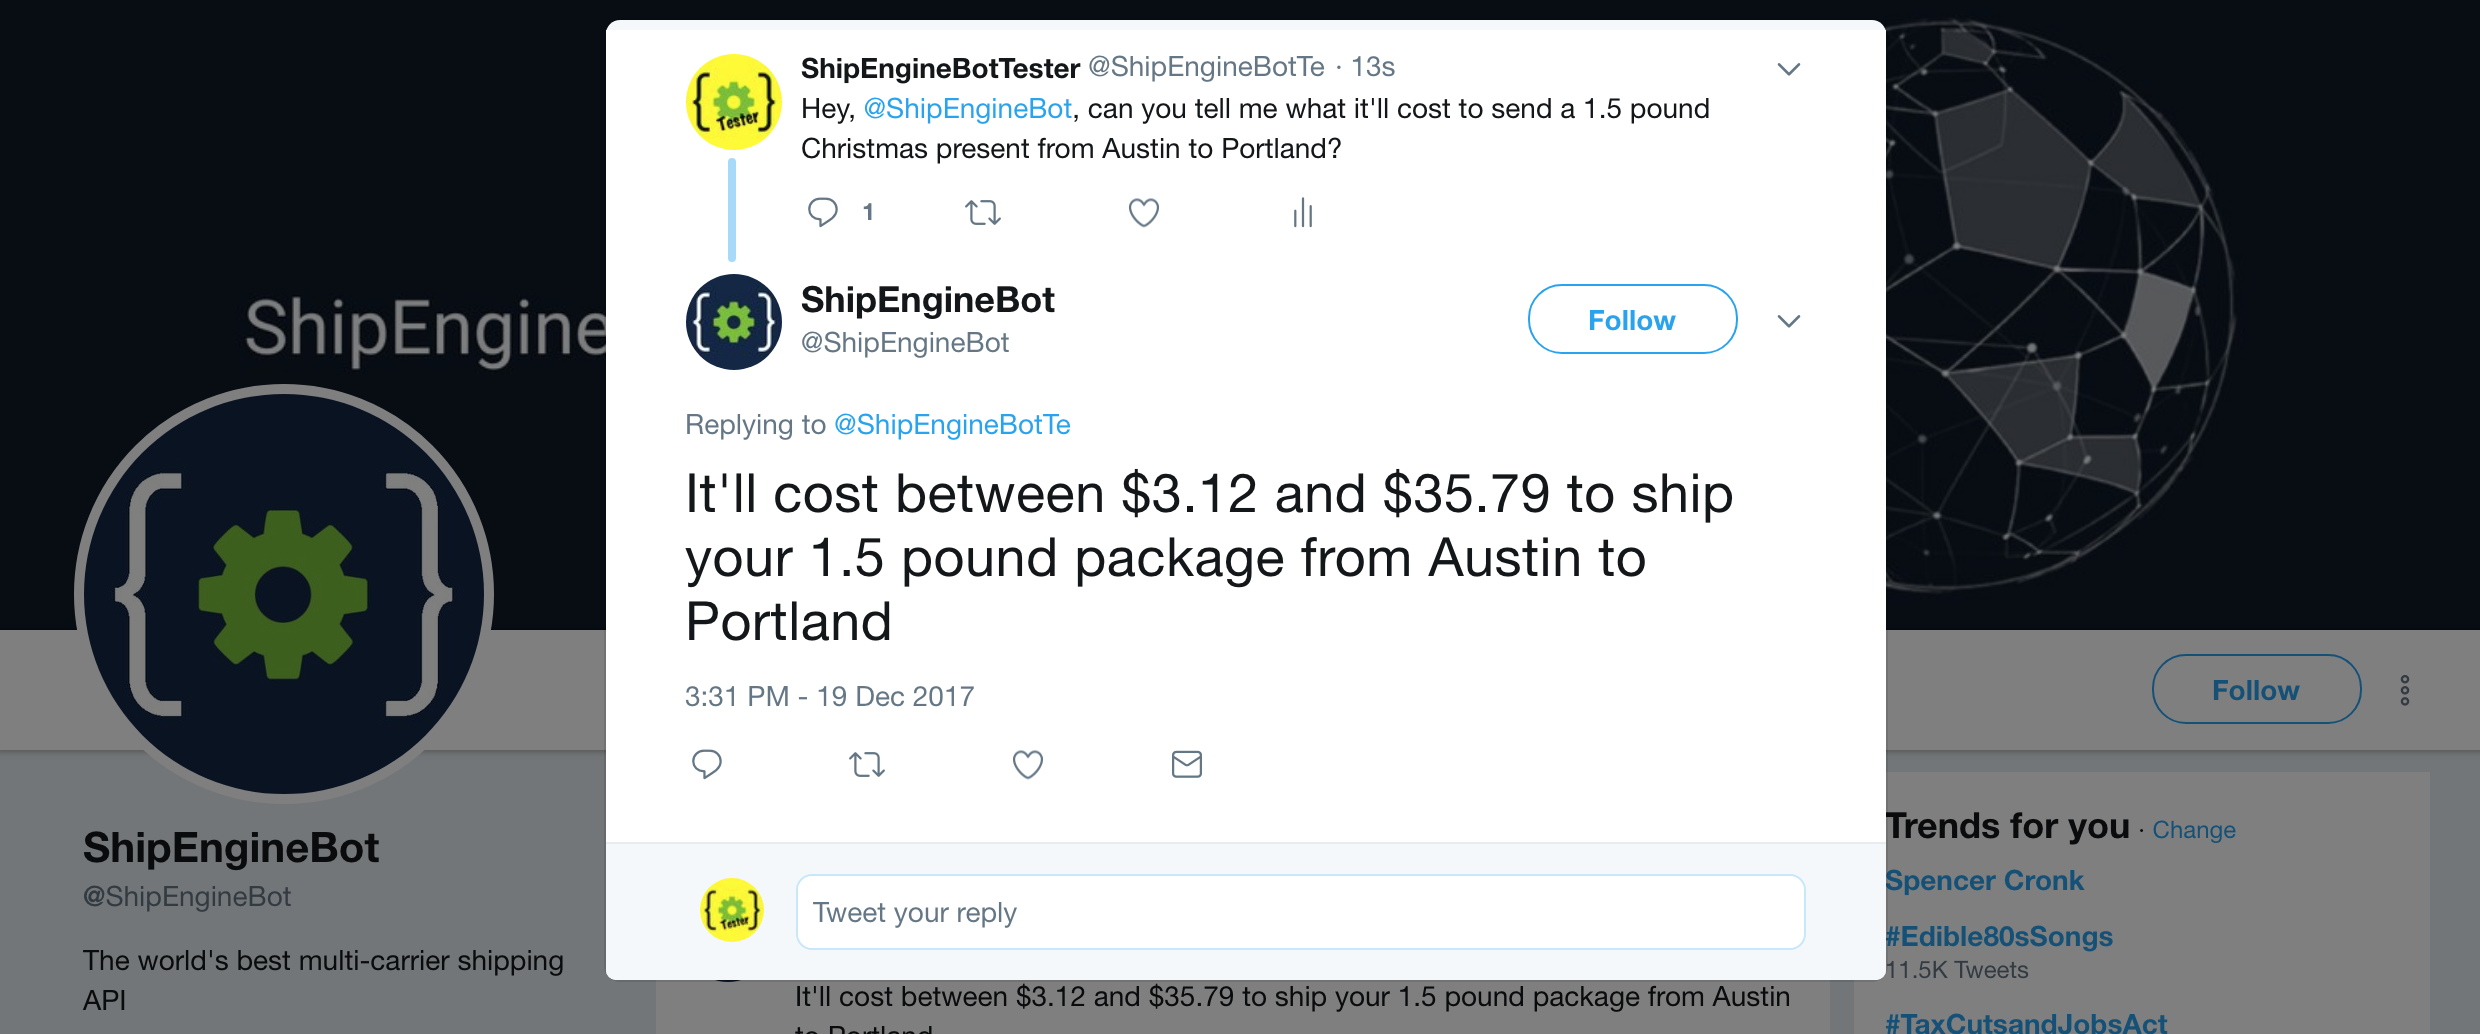 ShipEngineBotTester @ShipEngineBotTe · 13s
Hey, @ShipEngineBot, can you tell me what it'll cost to send a 1.5 pound
Christmas present from Austin to Portland?
1
ShipEngineBot
@ShipEngineBot
Follow
Replying to @ShipEngineBotTe
It'll cost between $3.12 and $35.79 to ship
your 1.5 pound package from Austin to
Portland
3:31 PM - 19 Dec 2017
Tester
Tweet your reply
Tester
ShipEngine
ShipEngineBot
@ShipEngineBot
The world's best multi-carrier shipping
API
It'll cost between $3.12 and $35.79 to ship your 1.5 pound package from Austin
to Portland
Follow
Trends for you · Change
Spencer Cronk
#Edible80sSongs
11.5K Tweets
#TaxCutsandJobsAct